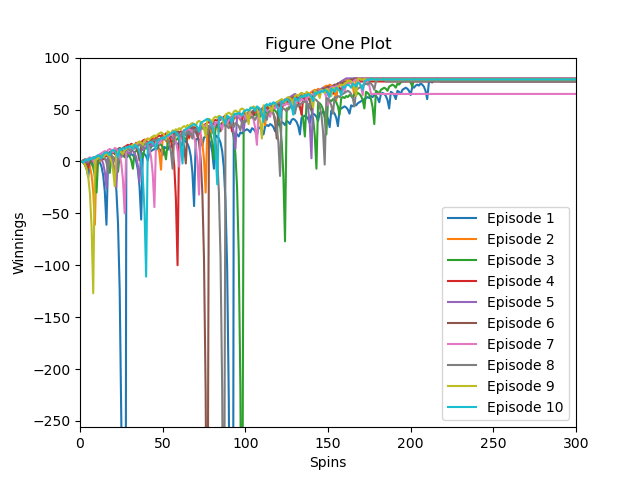 Figure One Plot
100
50
0
−50
−100
−150
−200
−250
Winnings
0 50 100 150 200 250 300
Spins
Episode 1
Episode 2
Episode 3
Episode 4
Episode 5
Episode 6
Episode 7
Episode 8
Episode 9
Episode 10